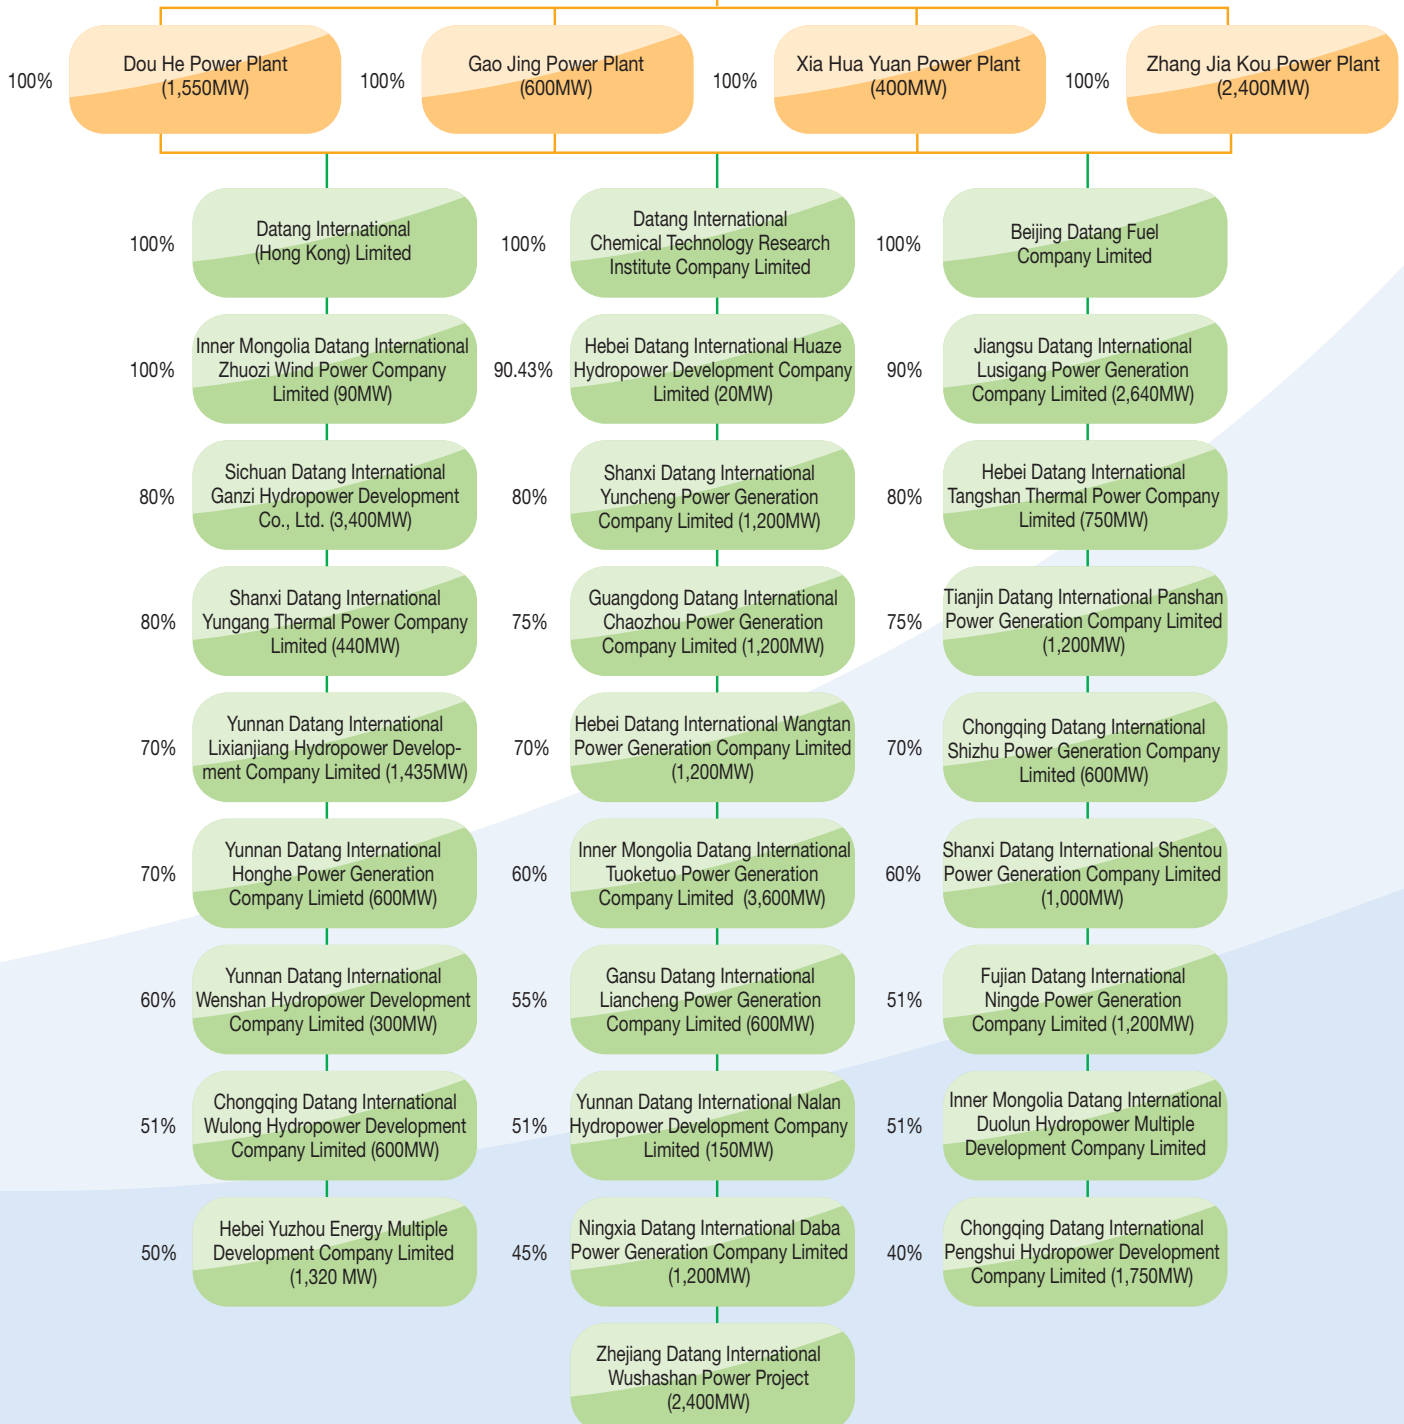 100%
Dou He Power Plant
(1,550MW)
100%
Gao Jing Power Plant
(600MW)
100%
Xia Hua Yuan Power Plant
(400MW)
100%
Zhang Jia Kou Power Plant
(2,400MW)
100%
Datang International
(Hong Kong) Limited
100%
Datang International
Chemical Technology Research
Institute Company Limited
100%
Beijing Datang Fuel
Company Limited
100%
Inner Mongolia Datang International
Zhuozi Wind Power Company
Limited (90MW)
90.43%
Hebei Datang International Huaze
Hydropower Development Company
Limited (20MW)
90%
Jiangsu Datang International
Lusigang Power Generation
Company Limited (2,640MW)
80%
Sichuan Datang International
Ganzi Hydropower Development
Co., Ltd. (3,400MW)
80%
Shanxi Datang International
Yuncheng Power Generation
Company Limited (1,200MW)
80%
Hebei Datang International
Tangshan Thermal Power Company
Limited (750MW)
80%
Shanxi Datang International
Yungang Thermal Power Company
Limited (440MW)
75%
Guangdong Datang International
Chaozhou Power Generation
Company Limited (1,200MW)
75%
Tianjin Datang International Panshan
Power Generation Company Limited
(1,200MW)
70%
Yunnan Datang International
Lixianjiang Hydropower Develop-
ment Company Limited (1,435MW)
70%
Hebei Datang International Wangtan
Power Generation Company Limited
(1,200MW)
70%
Chongqing Datang International
Shizhu Power Generation Company
Limited (600MW)
70%
Yunnan Datang International
Honghe Power Generation
Company Limietd (600MW)
60%
Inner Mongolia Datang International
Tuoketuo Power Generation
Company Limited (3,600MW)
60%
Shanxi Datang International Shentou
Power Generation Company Limited
(1,000MW)
60%
Yunnan Datang International
Wenshan Hydropower Development
Company Limited (300MW)
55%
Gansu Datang International
Liancheng Power Generation
Company Limited (600MW)
51%
Fujian Datang International
Ningde Power Generation
Company Limited (1,200MW)
51%
Chongqing Datang International
Wulong Hydropower Development
Company Limited (600MW)
51%
Yunnan Datang International Nalan
Hydropower Development Company
Limited (150MW)
51%
Inner Mongolia Datang International
Duolun Hydropower Multiple
Development Company Limited
50%
Hebei Yuzhou Energy Multiple
Development Company Limited
(1,320 MW)
45%
Ningxia Datang International Daba
Power Generation Company Limited
(1,200MW)
40%
Chongqing Datang International
Pengshui Hydropower Development
Company Limited (1,750MW)
Zhejiang Datang International
Wushashan Power Project
(2,400MW)